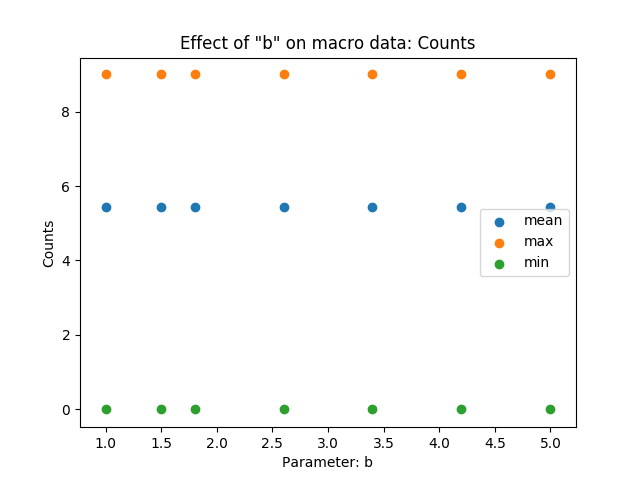 Effect of "b" on macro data: Counts
Counts
8
6
4
2
0
mean
max
min
1.0 1.5 2.0 2.5 3.0 3.5 4.0 4.5 5.0
Parameter: b